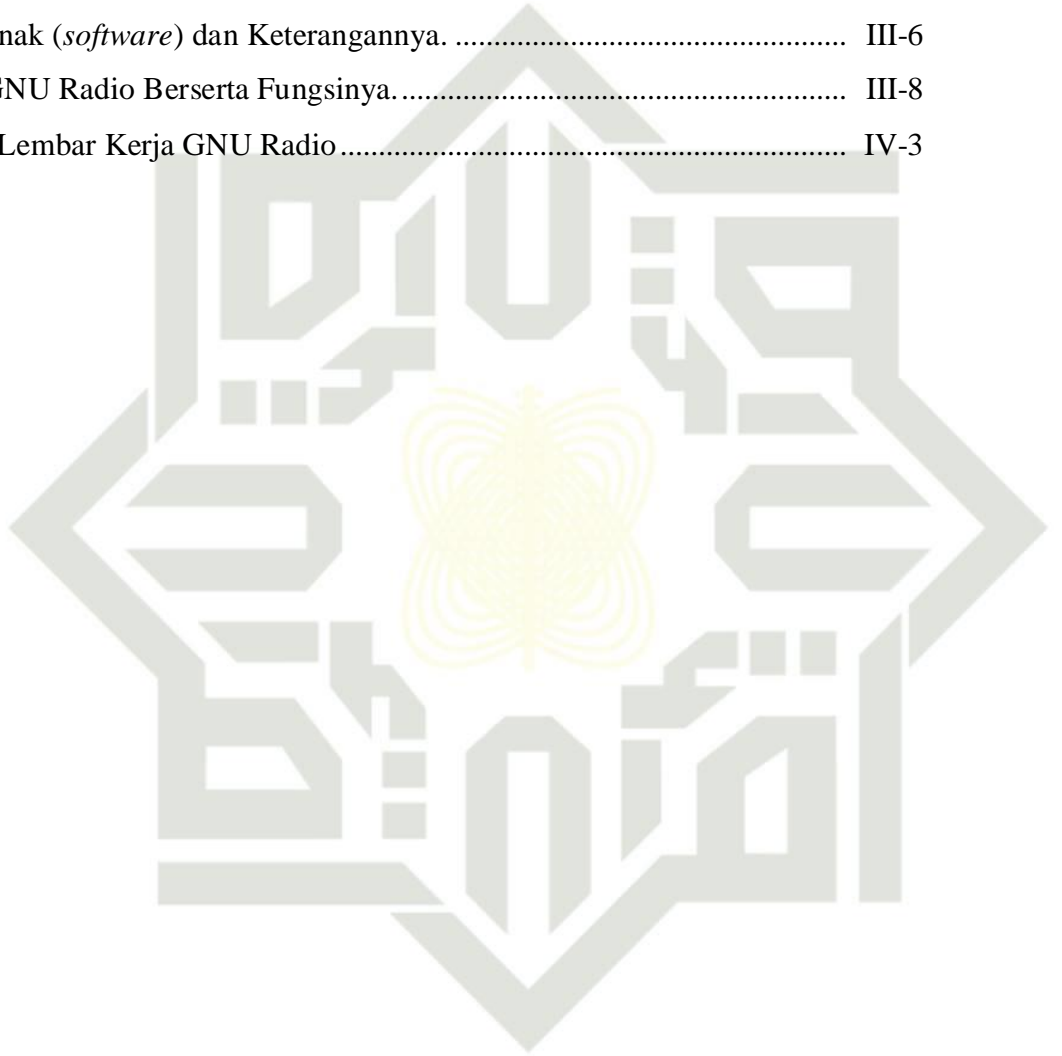 nak (software) dan Keterangannya. ................................................ III-6
GNU Radio Berserta Fungsinya. ....................................................... III-8
Lembar Kerja GNU Radio ............................................................... IV-3